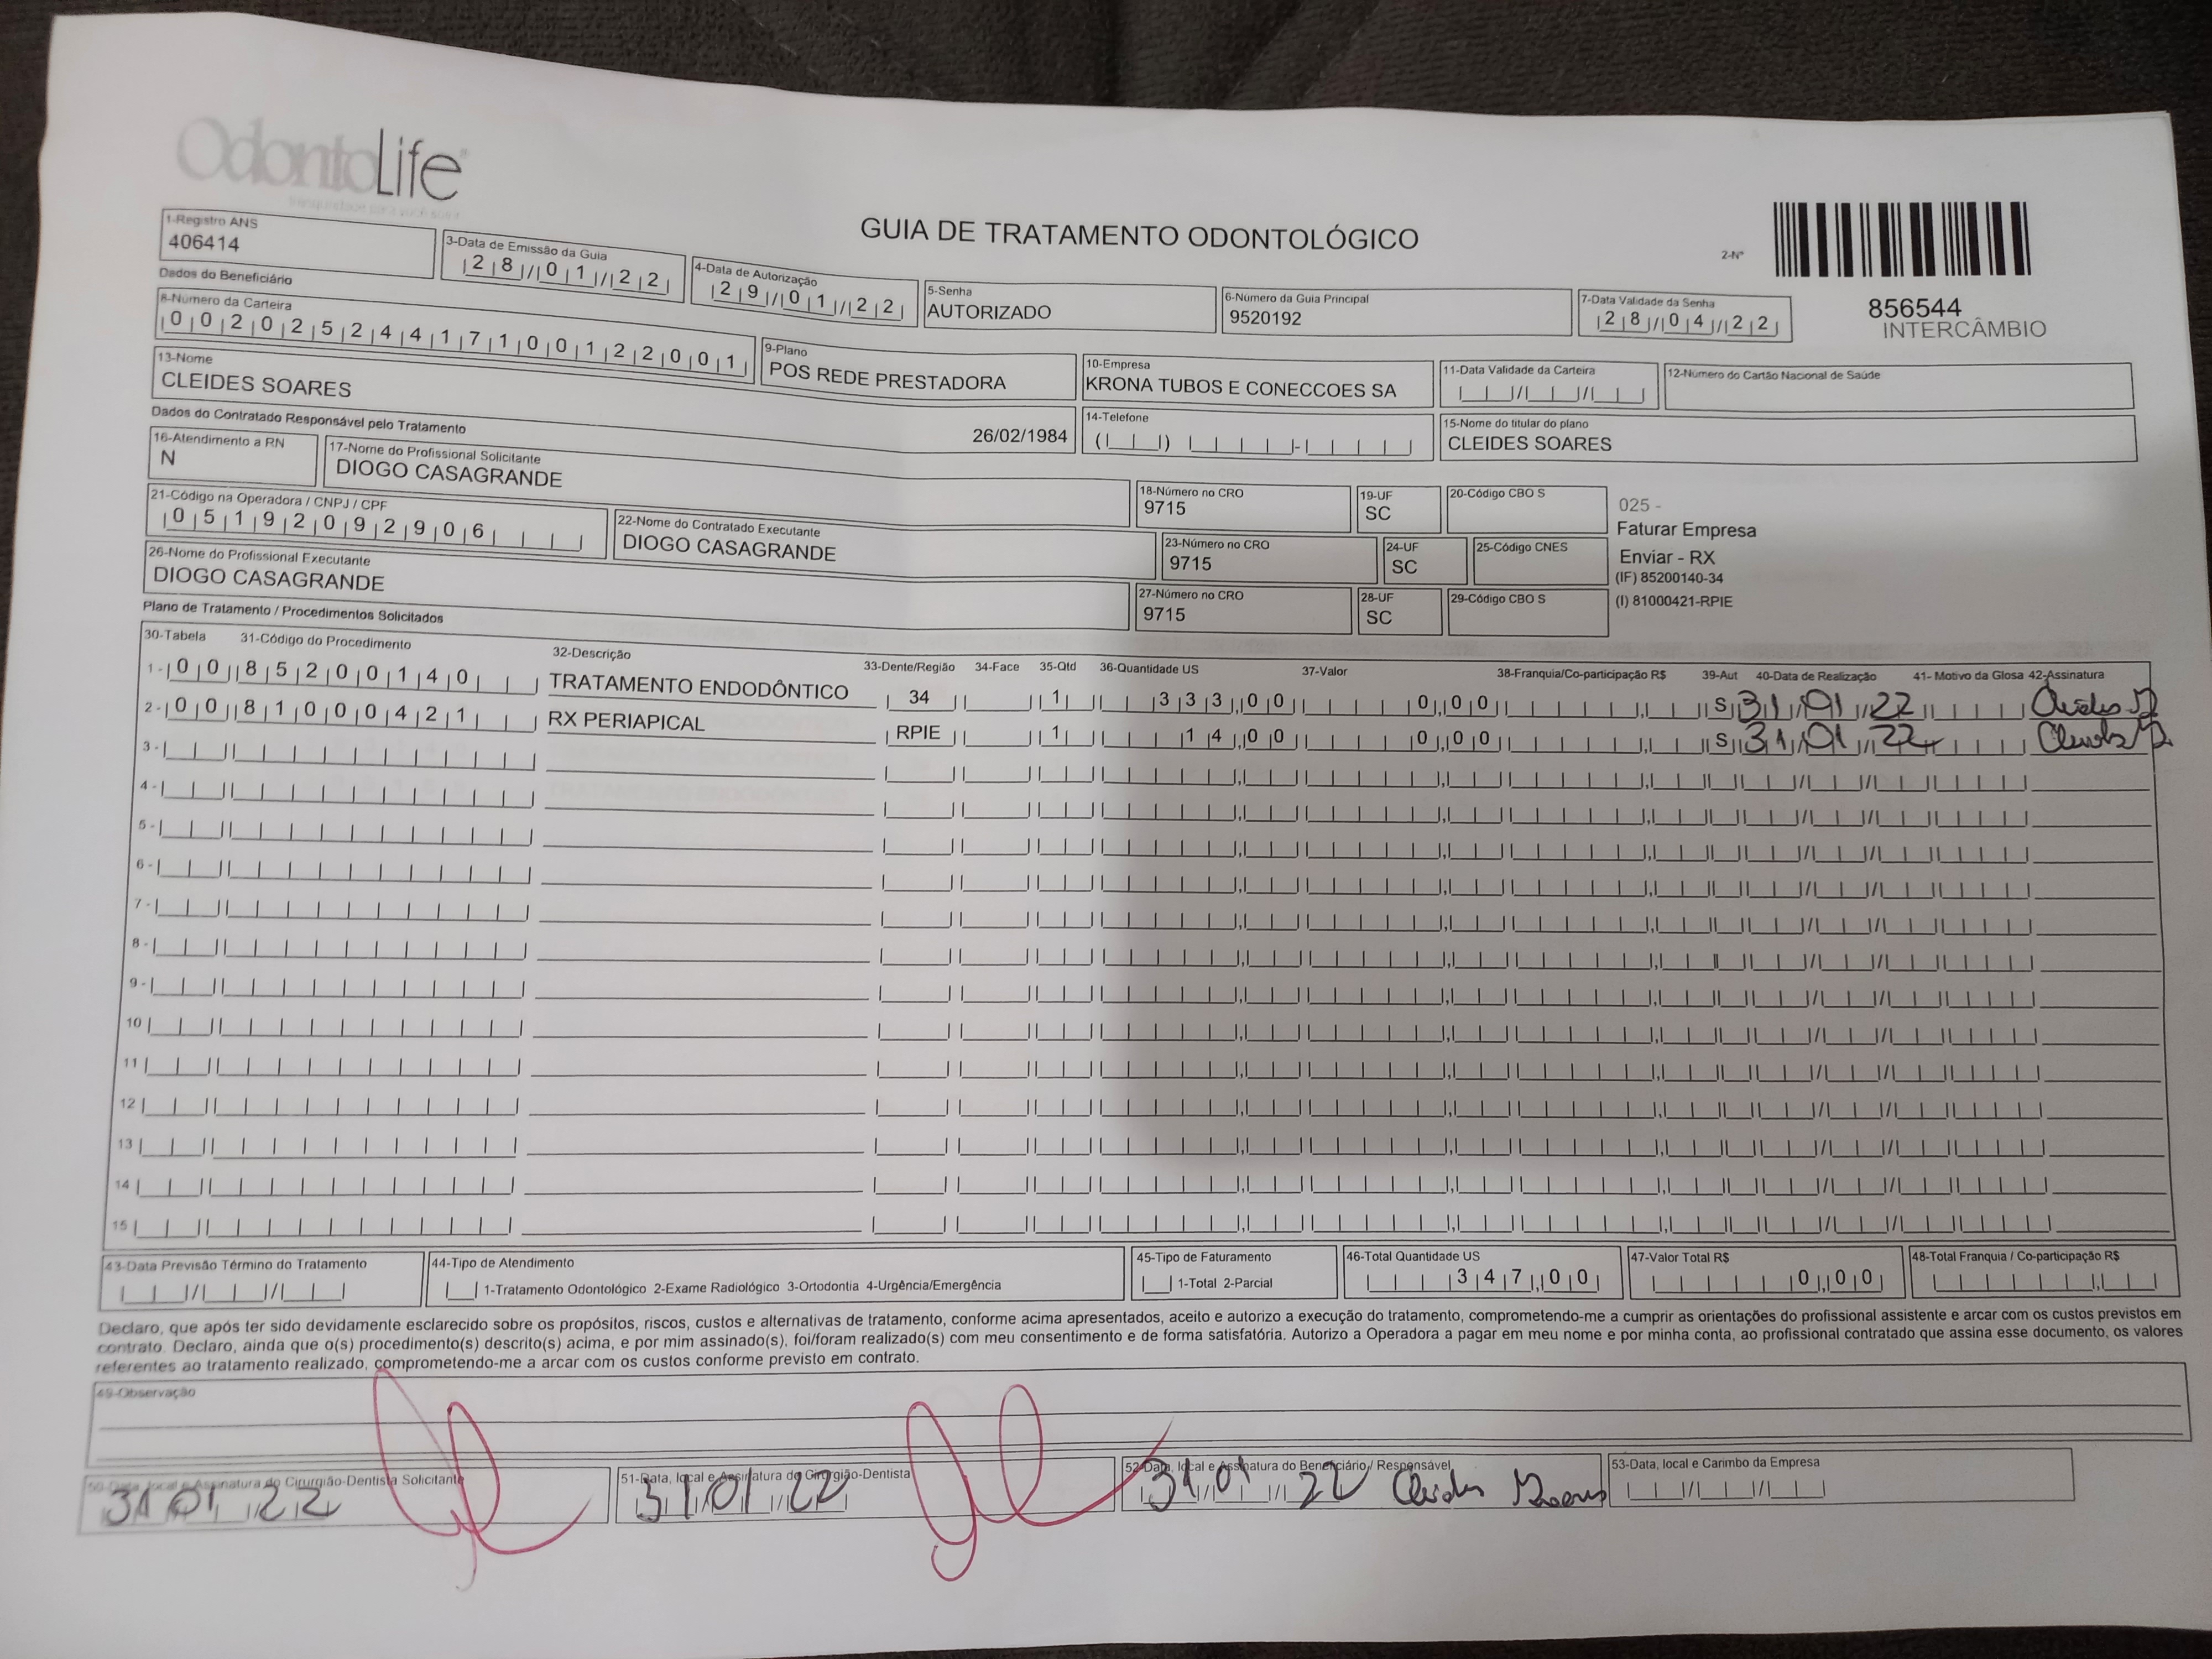 OdontoLife
GUIA DE TRATAMENTO ODONTOLÓGICO
2-Nº
856544
INTERCÂMBIO
1-Registro ANS
406414
3-Data de Emissão da Guia
28/01/22
4-Data de Autorização
29/01/22
5-Senha
AUTORIZADO
6-Número da Guia Principal
9520192
7-Data Validade da Senha
28/04/22
Dados do Beneficiário
8-Número da Carteira
00202524417100122001
9-Plano
POS REDE PRESTADORA
10-Empresa
KRONA TUBOS E CONECCOES SA
11-Data Validade da Carteira
12-Número do Cartão Nacional de Saúde
13-Nome
CLEIDES SOARES
26/02/1984
14-Telefone
15-Nome do titular do plano
CLEIDES SOARES
Dados do Contratado Responsável pelo Tratamento
16-Atendimento a RN
N
17-Nome do Profissional Solicitante
DIOGO CASAGRANDE
18-Número no CRO
9715
19-UF
SC
20-Código CBO S
025 -
Faturar Empresa
Enviar - RX
(IF) 85200140-34
(I) 81000421-RPIE
21-Código na Operadora / CNPJ / CPF
05192092906
22-Nome do Contratado Executante
DIOGO CASAGRANDE
23-Número no CRO
9715
24-UF
SC
25-Código CNES
26-Nome do Profissional Executante
DIOGO CASAGRANDE
27-Número no CRO
9715
28-UF
SC
29-Código CBO S
Plano de Tratamento / Procedimentos Solicitados
30-Tabela 31-Código do Procedimento 32-Descrição 33-Dente/Região 34-Face 35-Qtd 36-Quantidade US 37-Valor 38-Franquia/Co-participação R$ 39-Aut 40-Data de Realização 41- Motivo da Glosa 42-Assinatura
1- 00 85200140 TRATAMENTO ENDODÔNTICO 34 1 333,00 0,00 S 31/01/22 Cleides
2- 00 81000421 RX PERIAPICAL RPIE 1 14,00 0,00 S 31/01/22 Cleides
3-
4-
5-
6-
7-
8-
9-
10
11
12
13
14
15
43-Data Previsão Término do Tratamento
44-Tipo de Atendimento
1-Tratamento Odontológico 2-Exame Radiológico 3-Ortodontia 4-Urgência/Emergência
45-Tipo de Faturamento
1-Total 2-Parcial
46-Total Quantidade US
347,00
47-Valor Total R$
0,00
48-Total Franquia / Co-participação R$
Declaro, que após ter sido devidamente esclarecido sobre os propósitos, riscos, custos e alternativas de tratamento, conforme acima apresentados, aceito e autorizo a execução do tratamento, comprometendo-me a cumprir as orientações do profissional assistente e arcar com os custos previstos em
contrato. Declaro, ainda que o(s) procedimento(s) descrito(s) acima, e por mim assinado(s), foi/foram realizado(s) com meu consentimento e de forma satisfatória. Autorizo a Operadora a pagar em meu nome e por minha conta, ao profissional contratado que assina esse documento, os valores
referentes ao tratamento realizado, comprometendo-me a arcar com os custos conforme previsto em contrato.
49-Observação
50-Data, local e Assinatura do Cirurgião-Dentista Solicitante
31/01/22
51-Data, local e Assinatura do Cirurgião-Dentista
31/01/22
52-Data, local e Assinatura do Beneficiário / Responsável
31/01/22 Cleides Soares
53-Data, local e Carimbo da Empresa